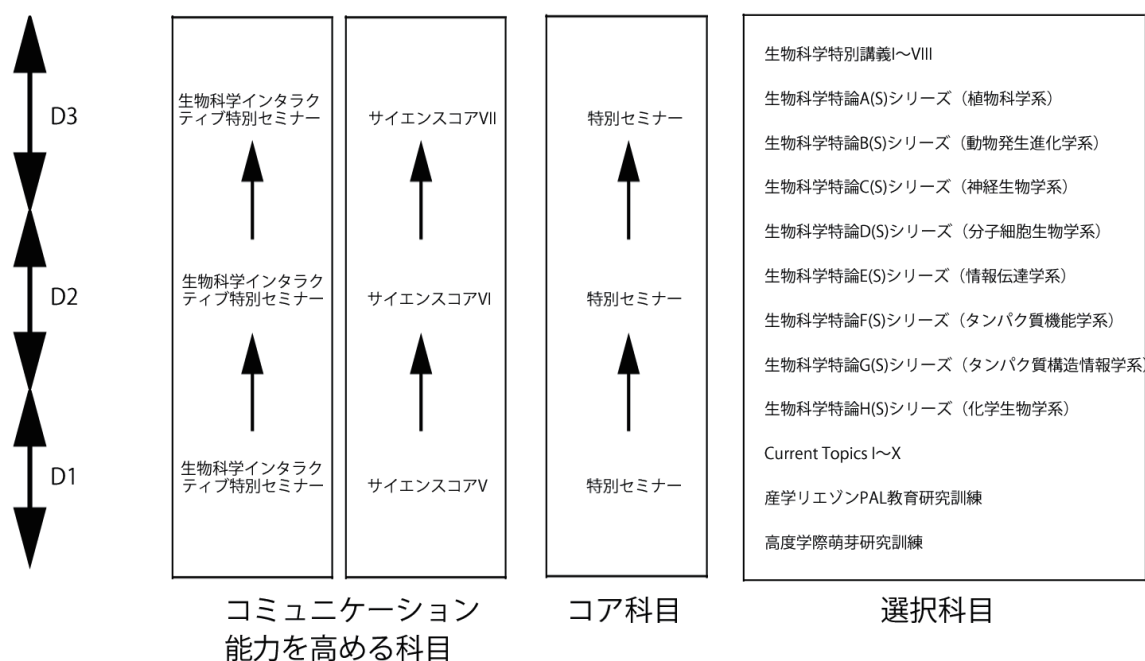 D3
D2
D1
生物科学インタラク
ティブ特別セミナー
生物科学インタラク
ティブ特別セミナー
生物科学インタラク
ティブ特別セミナー
サイエンスコアVII
サイエンスコアVI
サイエンスコアV
コミュニケーション
能力を高める科目
特別セミナー
特別セミナー
特別セミナー
コア科目
生物科学特別講義I〜VIII
生物科学特論A(S)シリーズ（植物科学系）
生物科学特論B(S)シリーズ（動物発生進化学系）
生物科学特論C(S)シリーズ（神経生物学系）
生物科学特論D(S)シリーズ（分子細胞生物学系）
生物科学特論E(S)シリーズ（情報伝達学系）
生物科学特論F(S)シリーズ（タンパク質機能学系）
生物科学特論G(S)シリーズ（タンパク質構造情報学系）
生物科学特論H(S)シリーズ（化学生物学系）
Current Topics I〜X
産学リエゾンPAL教育研究訓練
高度学際萌芽研究訓練
選択科目